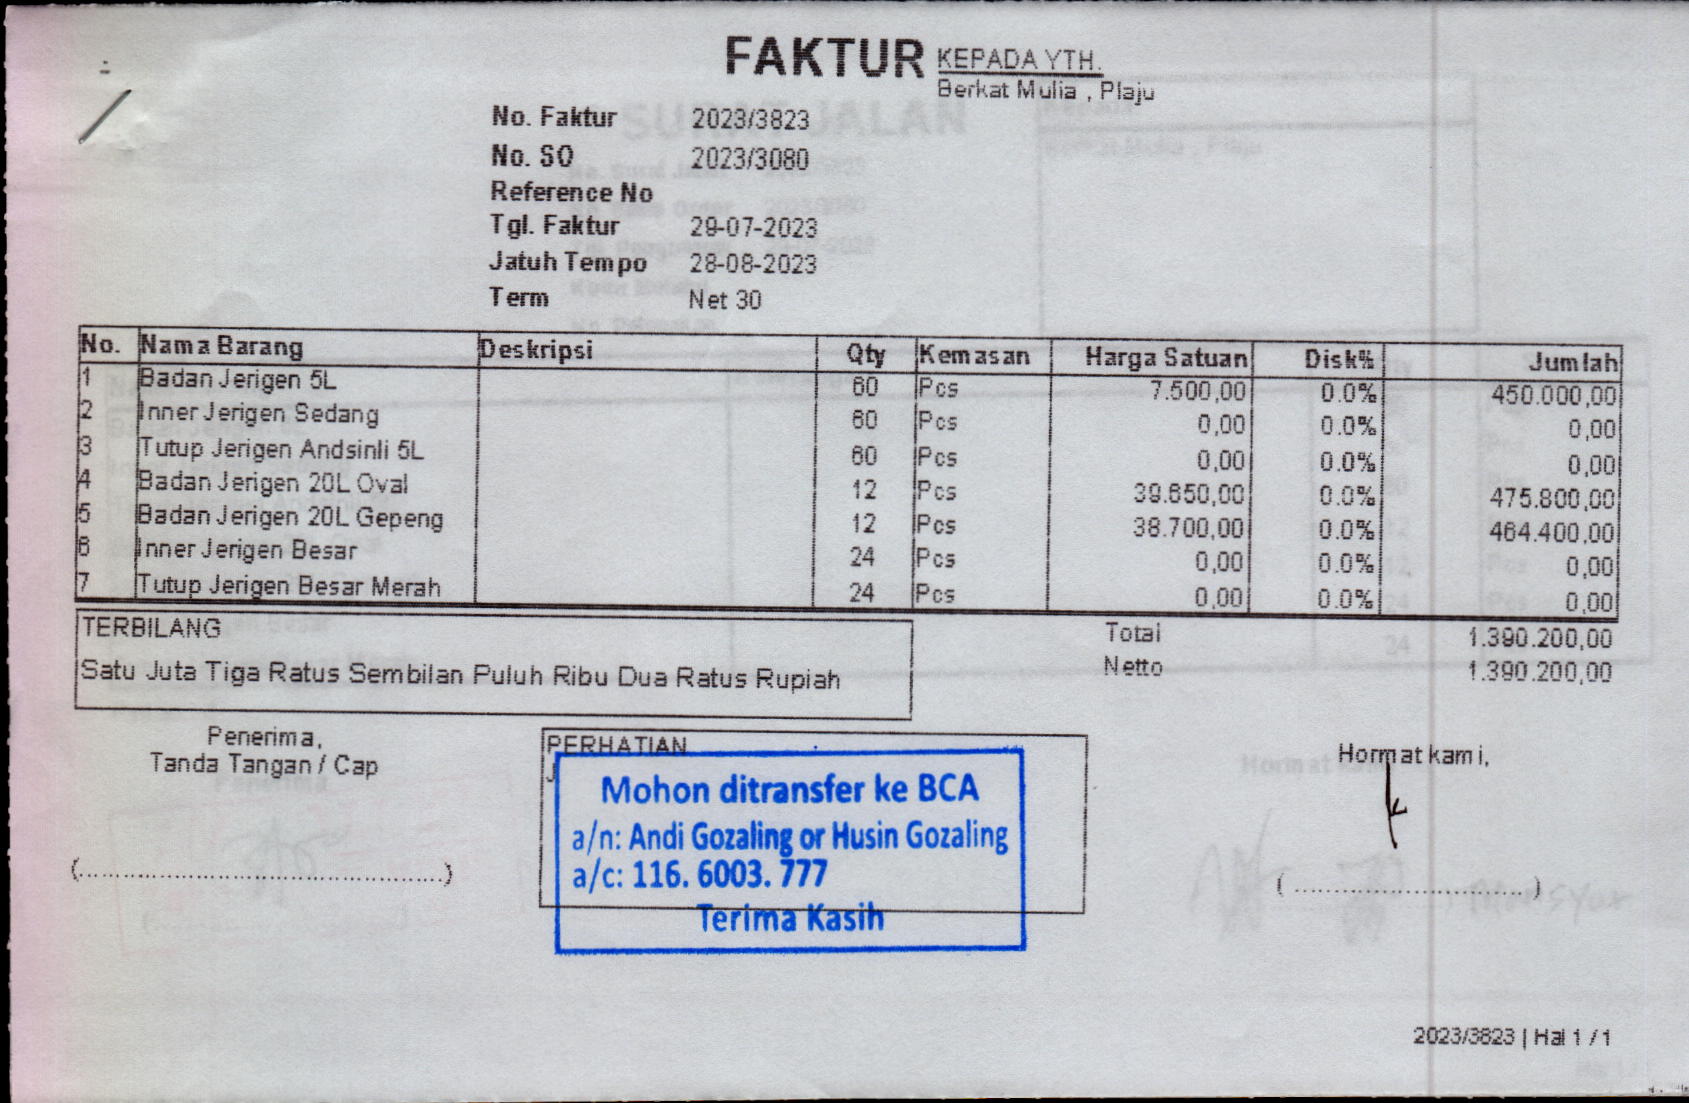 FAKTUR
KEPADA YTH.
Berkat Mulia , Plaju
No. Faktur 2023/3823
No. SO 2023/3080
Reference No
Tgl. Faktur 29-07-2023
Jatuh Tempo 28-08-2023
Term Net 30
No. Nama Barang Deskripsi Qty Kemasan Harga Satuan Disk% Jumlah
1 Badan Jerigen 5L 60 Pcs 7.500,00 0.0% 450.000,00
2 Inner Jerigen Sedang 60 Pcs 0,00 0.0% 0,00
3 Tutup Jerigen Andsinli 5L 60 Pcs 0,00 0.0% 0,00
4 Badan Jerigen 20L Oval 12 Pcs 39.650,00 0.0% 475.800,00
5 Badan Jerigen 20L Gepeng 12 Pcs 38.700,00 0.0% 464.400,00
6 Inner Jerigen Besar 24 Pcs 0,00 0.0% 0,00
7 Tutup Jerigen Besar Merah 24 Pcs 0,00 0.0% 0,00
Total 1.390.200,00
Netto 1.390.200,00
TERBILANG
Satu Juta Tiga Ratus Sembilan Puluh Ribu Dua Ratus Rupiah
Penerima,
Tanda Tangan / Cap
PERHATIAN
Mohon ditransfer ke BCA
a/n: Andi Gozaling or Husin Gozaling
a/c: 116. 6003. 777
Terima Kasih
Hormat kami,
2023/3823 | Hal 1 / 1